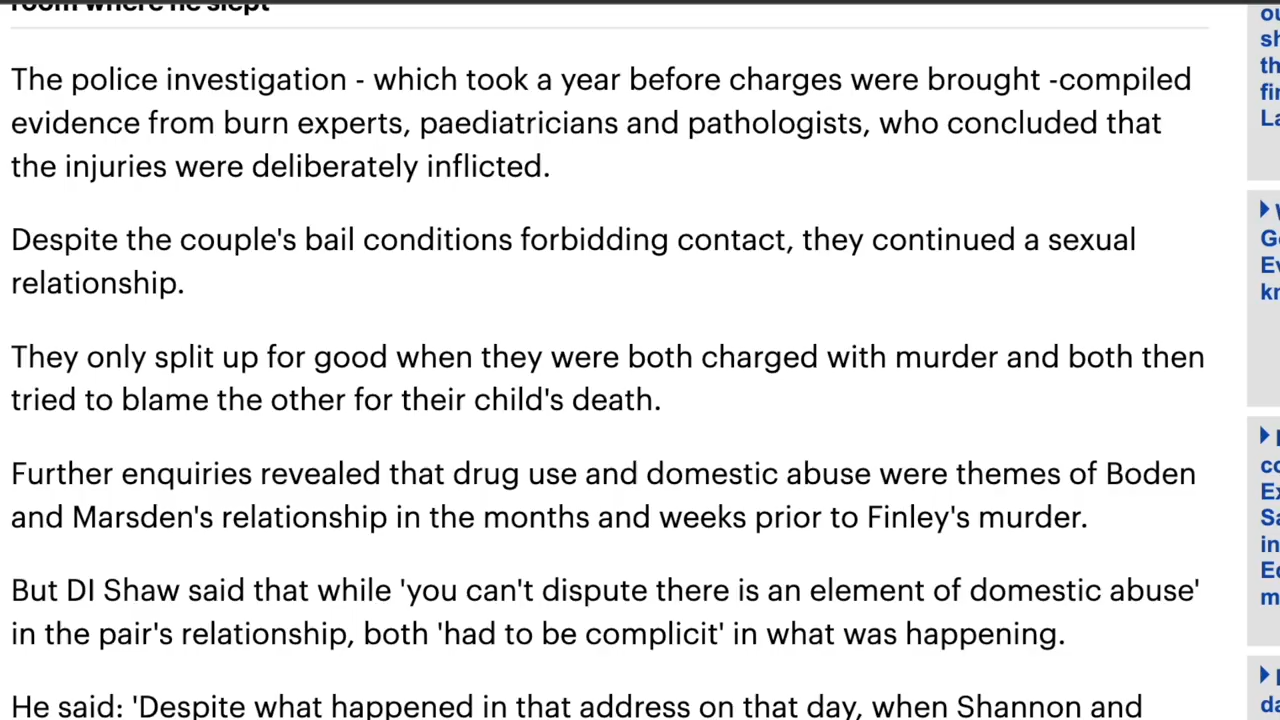 room where he slept
The police investigation - which took a year before charges were brought -compiled
evidence from burn experts, paediatricians and pathologists, who concluded that
the injuries were deliberately inflicted.
Despite the couple's bail conditions forbidding contact, they continued a sexual
relationship.
They only split up for good when they were both charged with murder and both then
tried to blame the other for their child's death.
Further enquiries revealed that drug use and domestic abuse were themes of Boden
and Marsden's relationship in the months and weeks prior to Finley's murder.
But DI Shaw said that while 'you can't dispute there is an element of domestic abuse'
in the pair's relationship, both 'had to be complicit' in what was happening.
He said: 'Despite what happened in that address on that day, when Shannon and